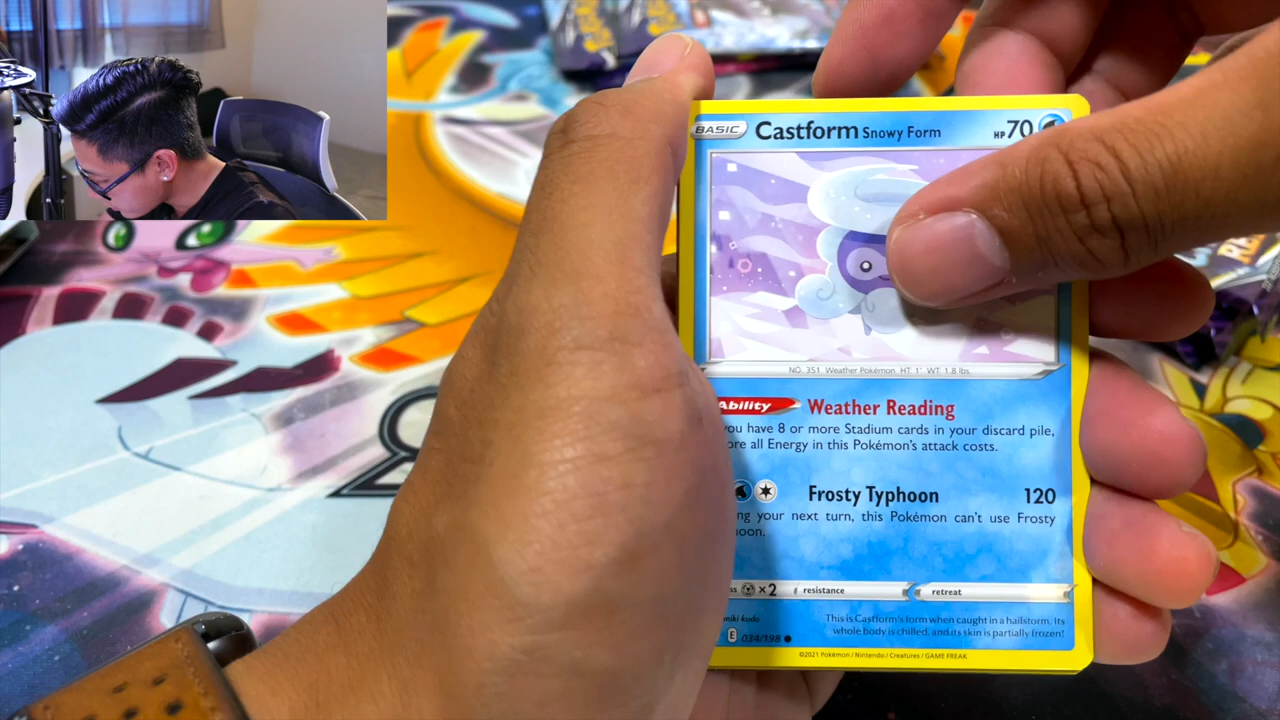 BASIC Castform Snowy Form HP 70
NO. 351 Weather Pokémon HT: 1' WT: 1.8 lbs.
Ability Weather Reading
you have 8 or more Stadium cards in your discard pile,
ore all Energy in this Pokémon's attack costs.
Frosty Typhoon 120
ng your next turn, this Pokémon can't use Frosty
hoon.
ss ×2 resistance retreat
miki kudo
This is Castform's form when caught in a hailstorm. Its
whole body is chilled, and its skin is partially frozen!
E 034/198
©2021 Pokémon / Nintendo / Creatures / GAME FREAK